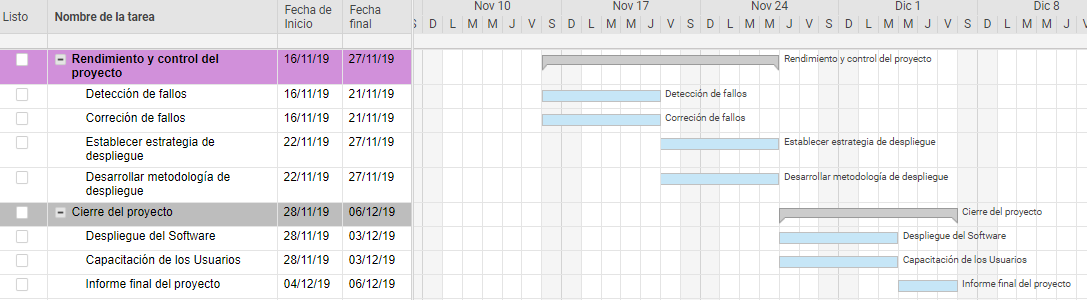 Nov 10 Nov 17 Nov 24 Dic 1 Dic 8
Listo Nombre de la tarea Fecha de Inicio Fecha final
S D L M M J V S D L M M J V S D L M M J V S D L M M J V S D L M M J V
Rendimiento y control del proyecto 16/11/19 27/11/19 Rendimiento y control del proyecto
Detección de fallos 16/11/19 21/11/19 Detección de fallos
Correción de fallos 16/11/19 21/11/19 Correción de fallos
Establecer estrategia de despliegue 22/11/19 27/11/19 Establecer estrategia de despliegue
Desarrollar metodología de despliegue 22/11/19 27/11/19 Desarrollar metodología de despliegue
Cierre del proyecto 28/11/19 06/12/19 Cierre del proyecto
Despliegue del Software 28/11/19 03/12/19 Despliegue del Software
Capacitación de los Usuarios 28/11/19 03/12/19 Capacitación de los Usuarios
Informe final del proyecto 04/12/19 06/12/19 Informe final del proyecto